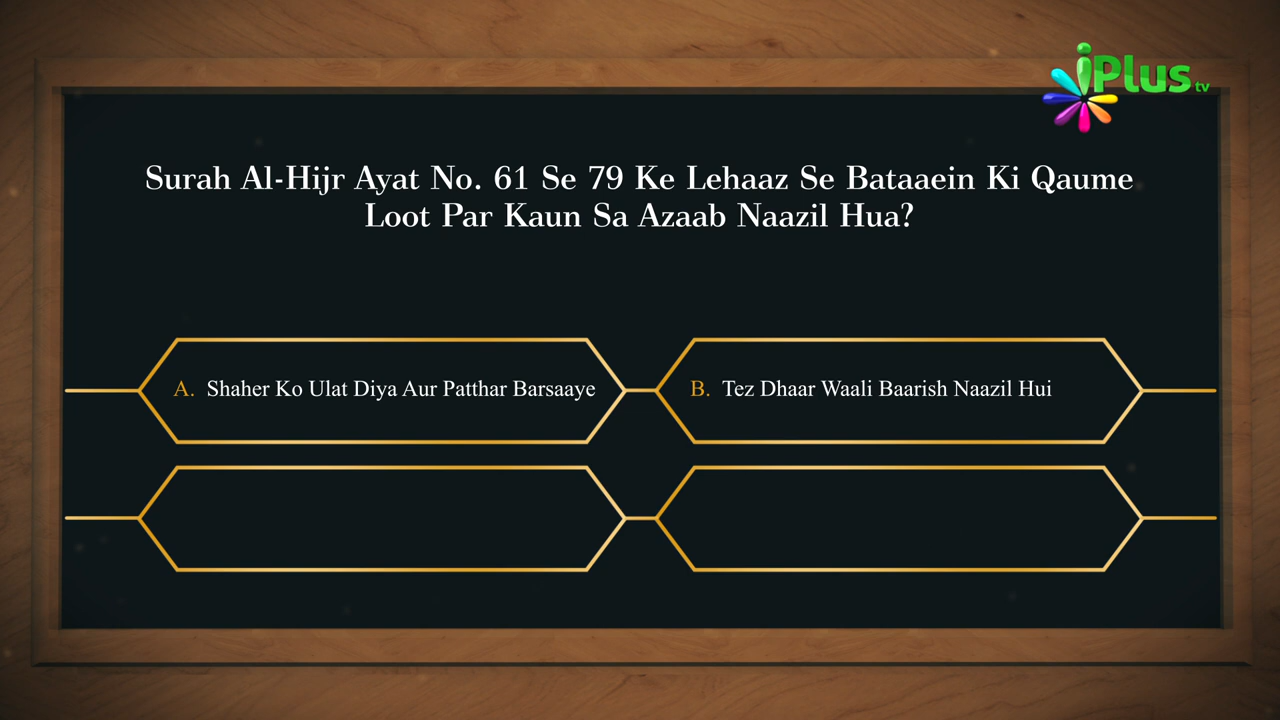 iPlus tv
Surah Al-Hijr Ayat No. 61 Se 79 Ke Lehaaz Se Bataaein Ki Qaume
Loot Par Kaun Sa Azaab Naazil Hua?
A. Shaher Ko Ulat Diya Aur Patthar Barsaaye
B. Tez Dhaar Waali Baarish Naazil Hui